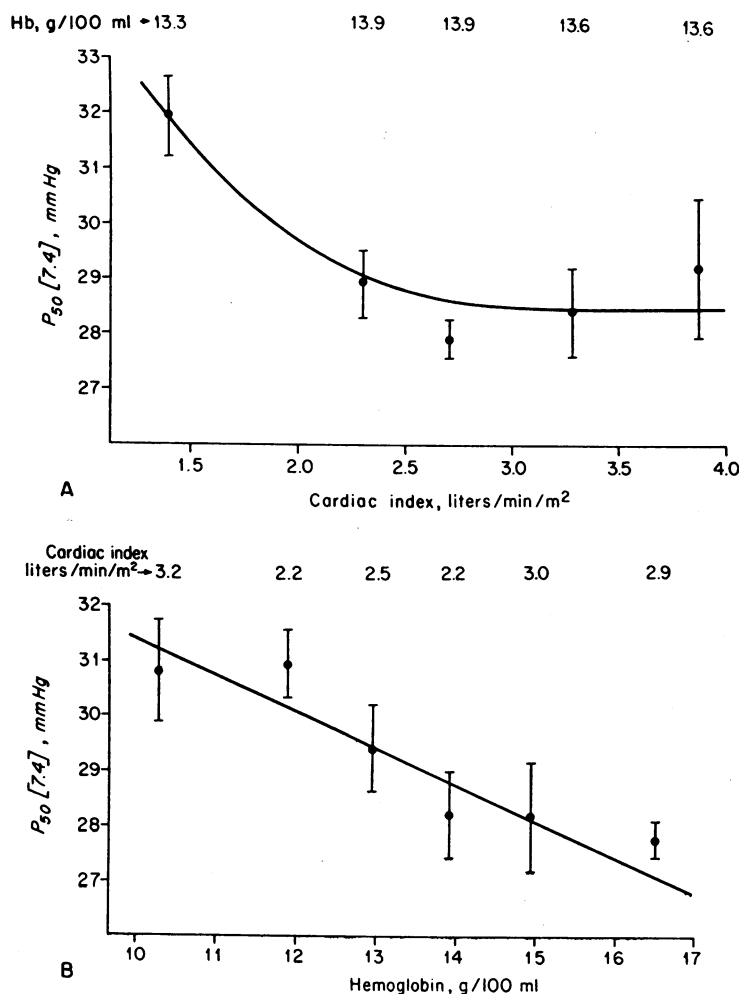 Hb, g/100 ml → 13.3 13.9 13.9 13.6 13.6
33
32
31
30
29
28
27
P50 [7.4], mm Hg
1.5 2.0 2.5 3.0 3.5 4.0
A
Cardiac index, liters/min/m²
Cardiac index
liters/min/m² → 3.2 2.2 2.5 2.2 3.0 2.9
32
31
30
29
28
27
P50 [7.4], mmHg
10 11 12 13 14 15 16 17
B
Hemoglobin, g/100 ml